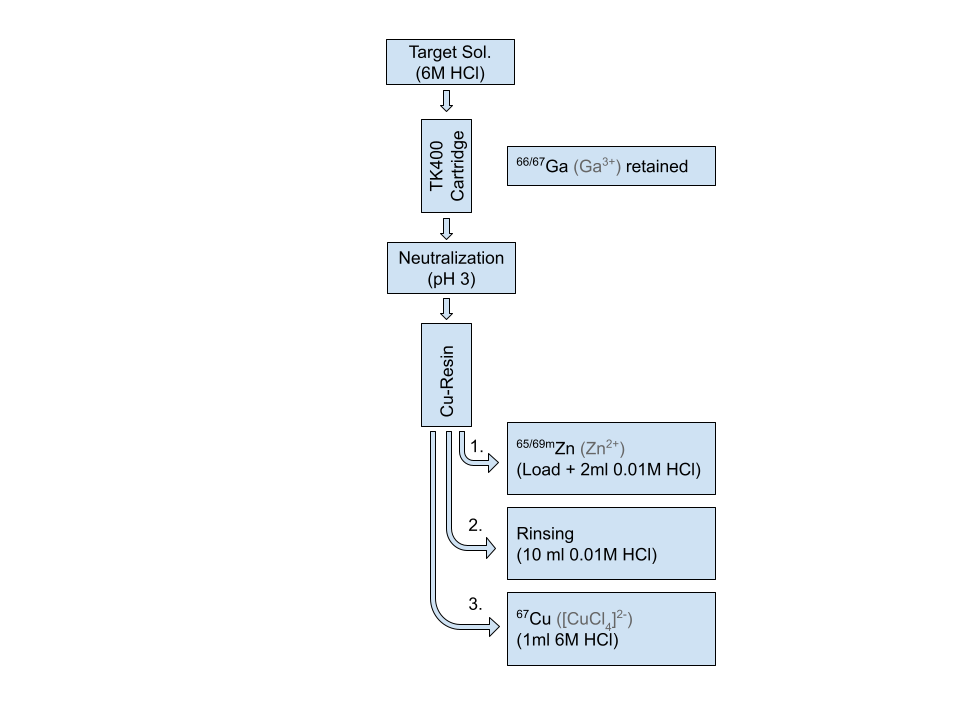 Target Sol.
(6M HCl)
TK400
Cartridge
⁶⁶/⁶⁷Ga (Ga³⁺) retained
Neutralization
(pH 3)
Cu-Resin
1.
⁶⁵/⁶⁹ᵐZn (Zn²⁺)
(Load + 2ml 0.01M HCl)
2.
Rinsing
(10 ml 0.01M HCl)
3.
⁶⁷Cu ([CuCl₄]²⁻)
(1ml 6M HCl)